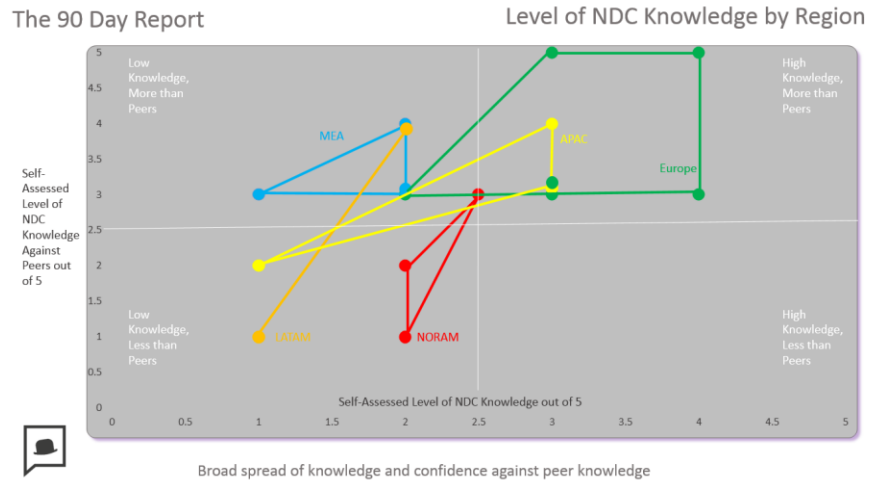 The 90 Day Report
Level of NDC Knowledge by Region
5
4.5
4
3.5
3
2.5
2
1.5
1
0.5
0
Self-
Assessed
Level of
NDC
Knowledge
Against
Peers out
of 5
Low
Knowledge,
More than
Peers
High
Knowledge,
More than
Peers
MEA
APAC
Europe
Low
Knowledge,
Less than
Peers
LATAM
NORAM
High
Knowledge,
Less than
Peers
Self-Assessed Level of NDC Knowledge out of 5
0 0.5 1 1.5 2 2.5 3 3.5 4 4.5 5
Broad spread of knowledge and confidence against peer knowledge